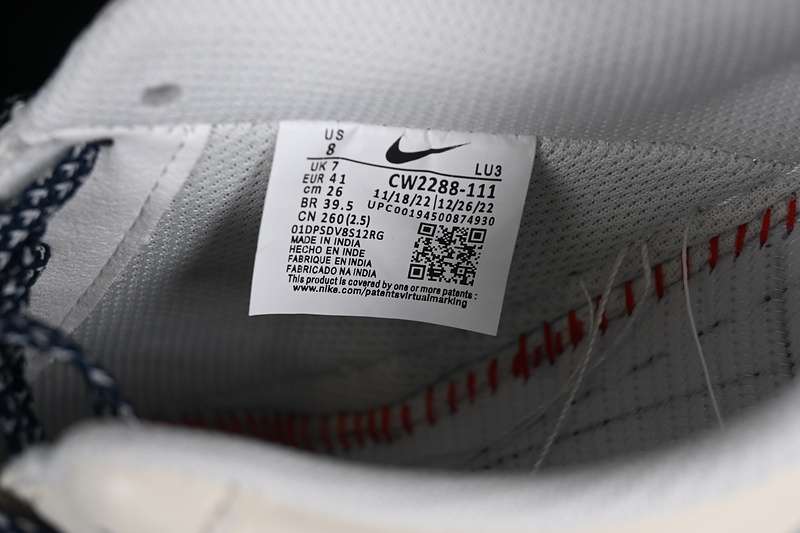 US
8
LU3
UK 7
CW2288-111
EUR 41
11/18/22 | 12/26/22
cm 26
UPC00194500874930
BR 39.5
CN 260 (2.5)
01DPSDV8S12RG
MADE IN INDIA
HECHO EN INDE
FABRIQUE EN INDIA
FABRICADO NA INDIA
This product is covered by one or more patents :
www.nike.com/patentsvirtualmarking